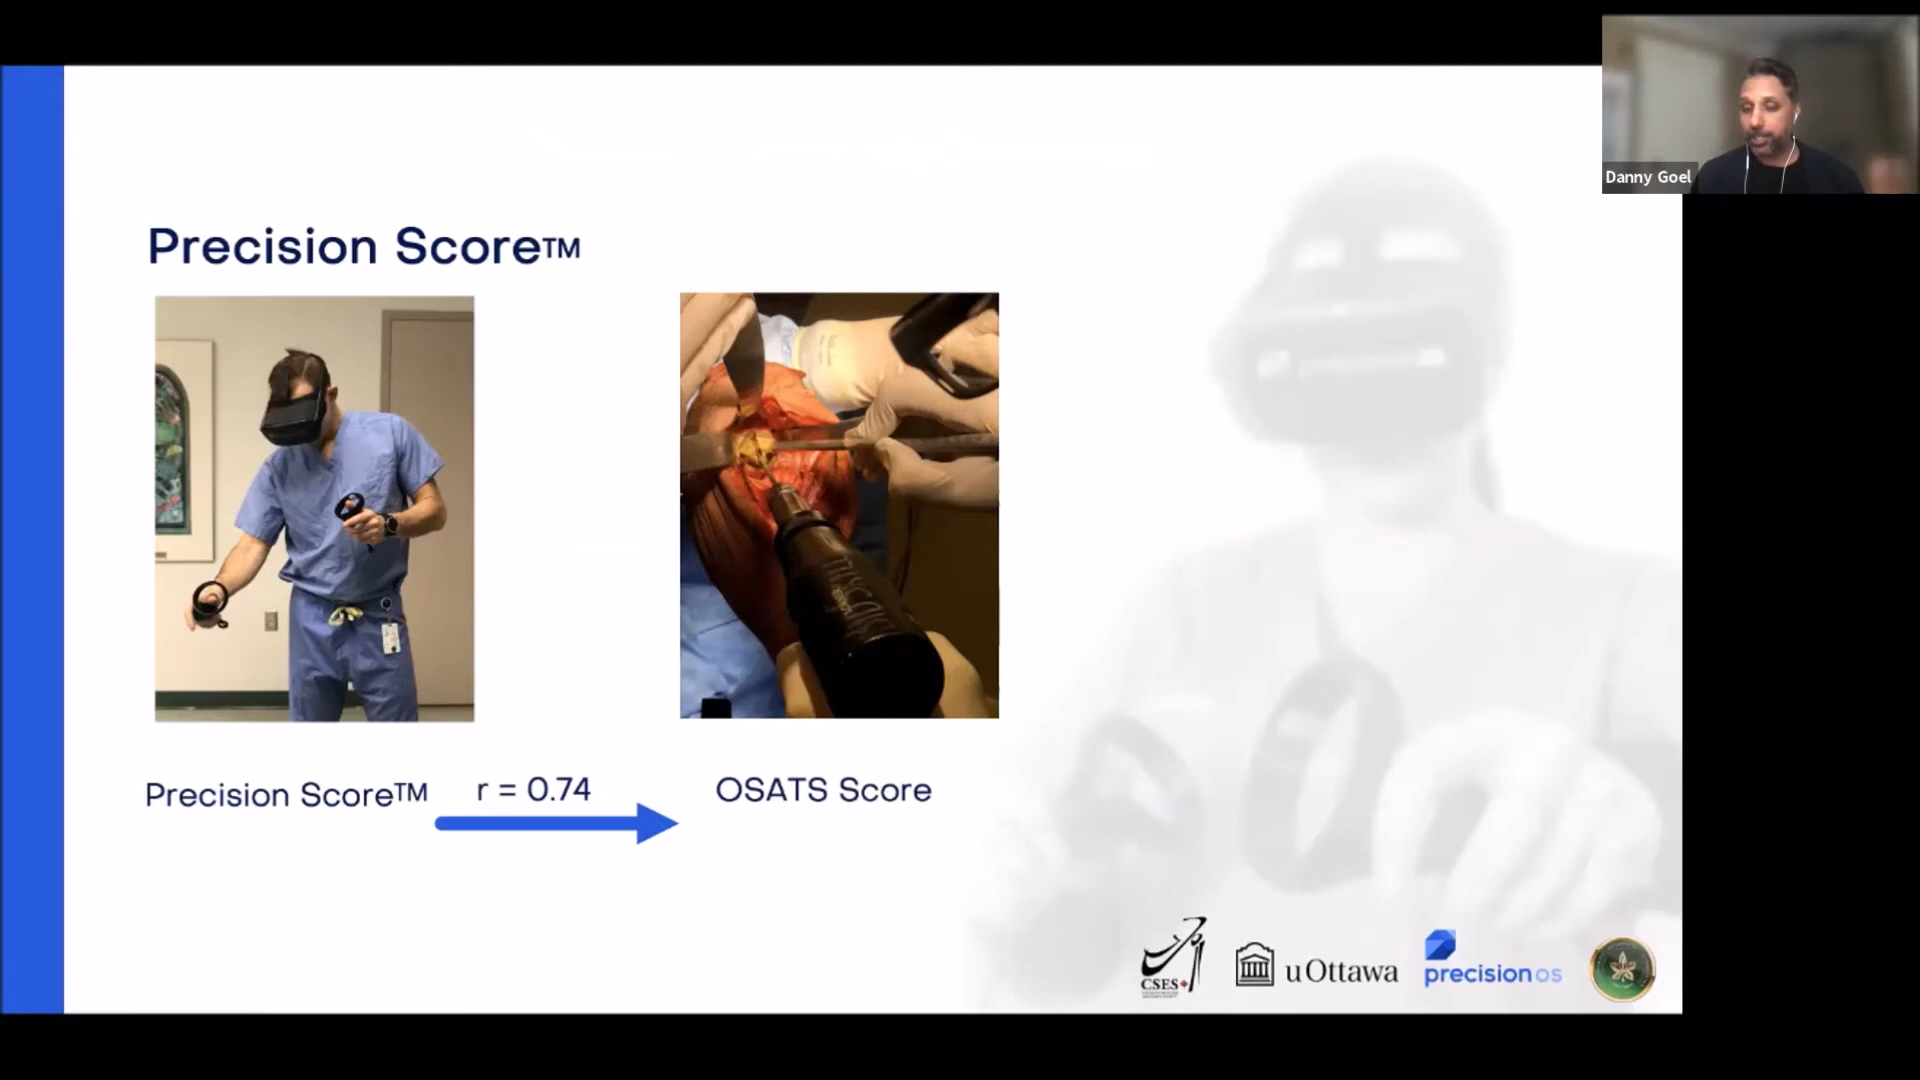 Danny Goel
Precision Score™
Precision Score™
r = 0.74
OSATS Score
CSES
uOttawa
precision os